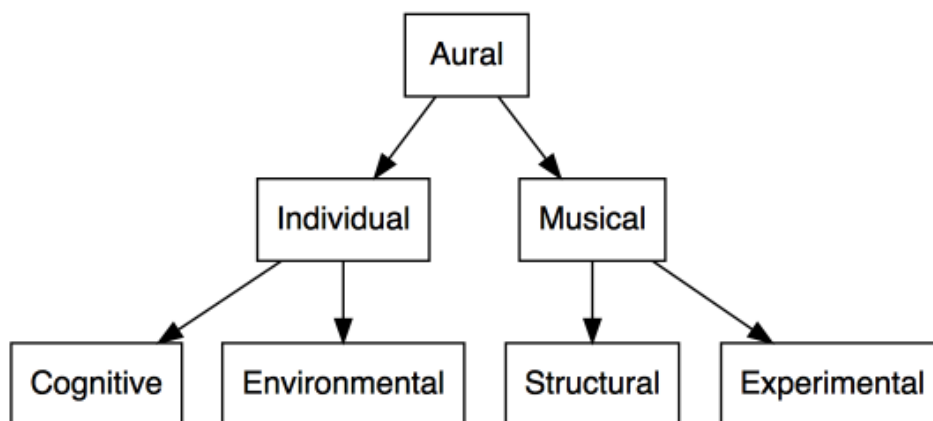 Aural
Individual
Musical
Cognitive
Environmental
Structural
Experimental